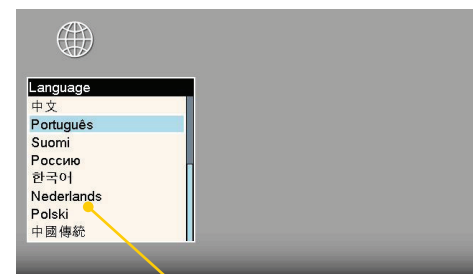 Language
中文
Português
Suomi
Россию
한국어
Nederlands
Polski
中國傳統